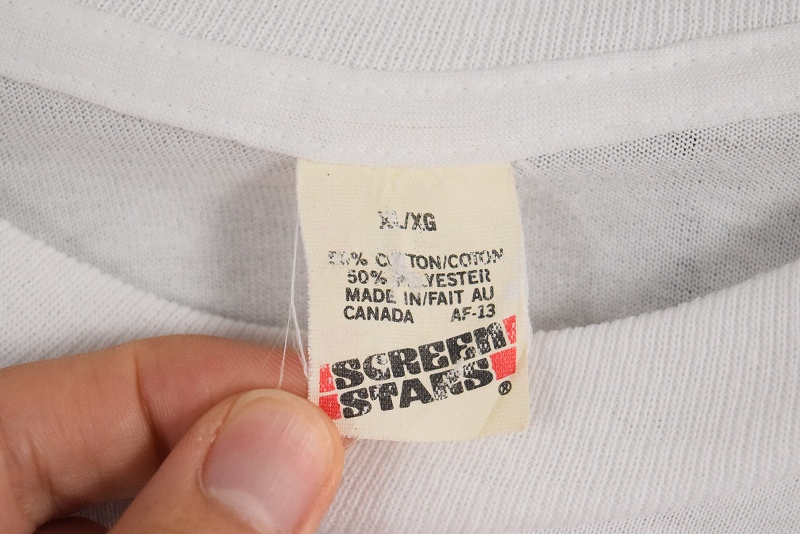 XL/XG
50% COTTON/COTON
50% POLYESTER
MADE IN/FAIT AU
CANADA AF-13
SCREEN
STARS®